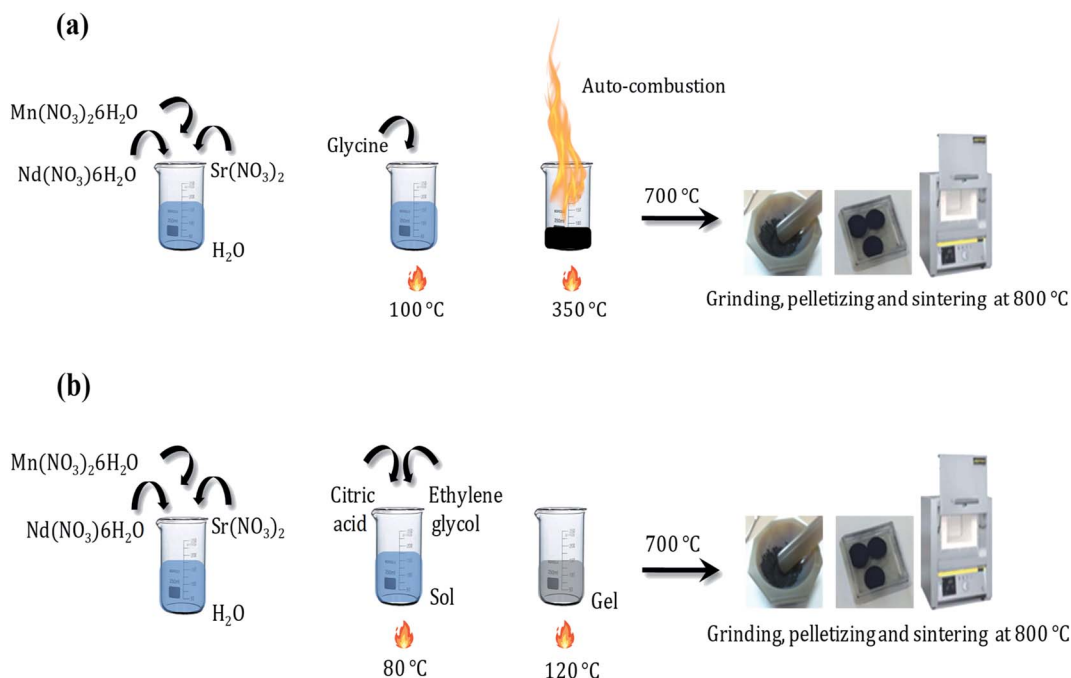 (a)
Mn(NO₃)₂6H₂O
Nd(NO₃)6H₂O
Sr(NO₃)₂
H₂O
Glycine
100 °C
Auto-combustion
350 °C
700 °C
Grinding, pelletizing and sintering at 800 °C
(b)
Mn(NO₃)₂6H₂O
Nd(NO₃)6H₂O
Sr(NO₃)₂
H₂O
Citric
acid
Ethylene
glycol
Sol
80 °C
Gel
120 °C
700 °C
Grinding, pelletizing and sintering at 800 °C